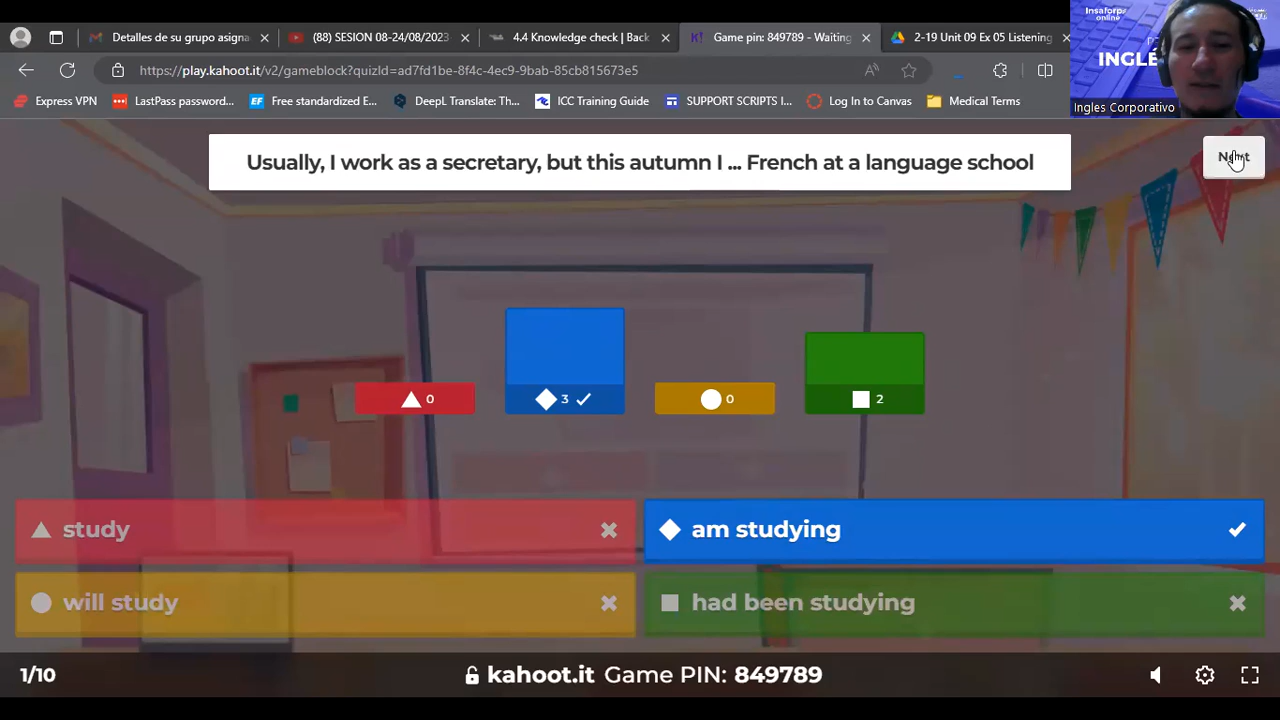 Detalles de su grupo asigna
(88) SESION 08-24/08/2023
4.4 Knowledge check | Back
K! Game pin: 849789 - Waiting
2-19 Unit 09 Ex 05 Listening
https://play.kahoot.it/v2/gameblock?quizId=ad7fd1be-8f4c-4ec9-9bab-85cb815673e5
Express VPN
LastPass password...
EF Free standardized E...
DeepL Translate: Th...
ICC Training Guide
SUPPORT SCRIPTS I...
Log In to Canvas
Medical Terms
Insaforp
online
INGLÉ
Ingles Corporativo
Usually, I work as a secretary, but this autumn I ... French at a language school
Next
0
3
0
2
study
am studying
will study
had been studying
1/10
kahoot.it Game PIN: 849789